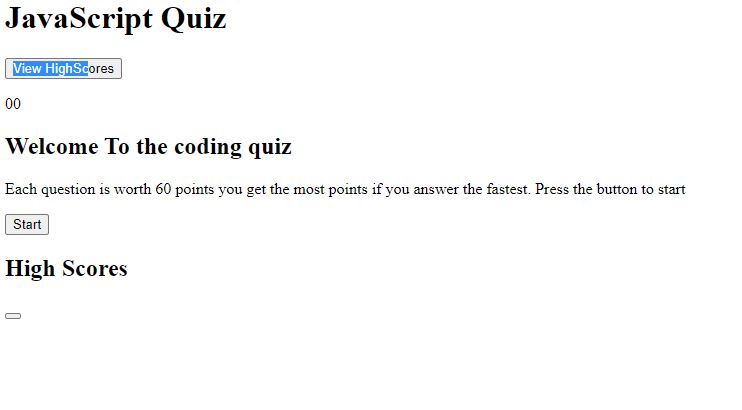 JavaScript Quiz
View HighScores
00
Welcome To the coding quiz
Each question is worth 60 points you get the most points if you answer the fastest. Press the button to start
Start
High Scores